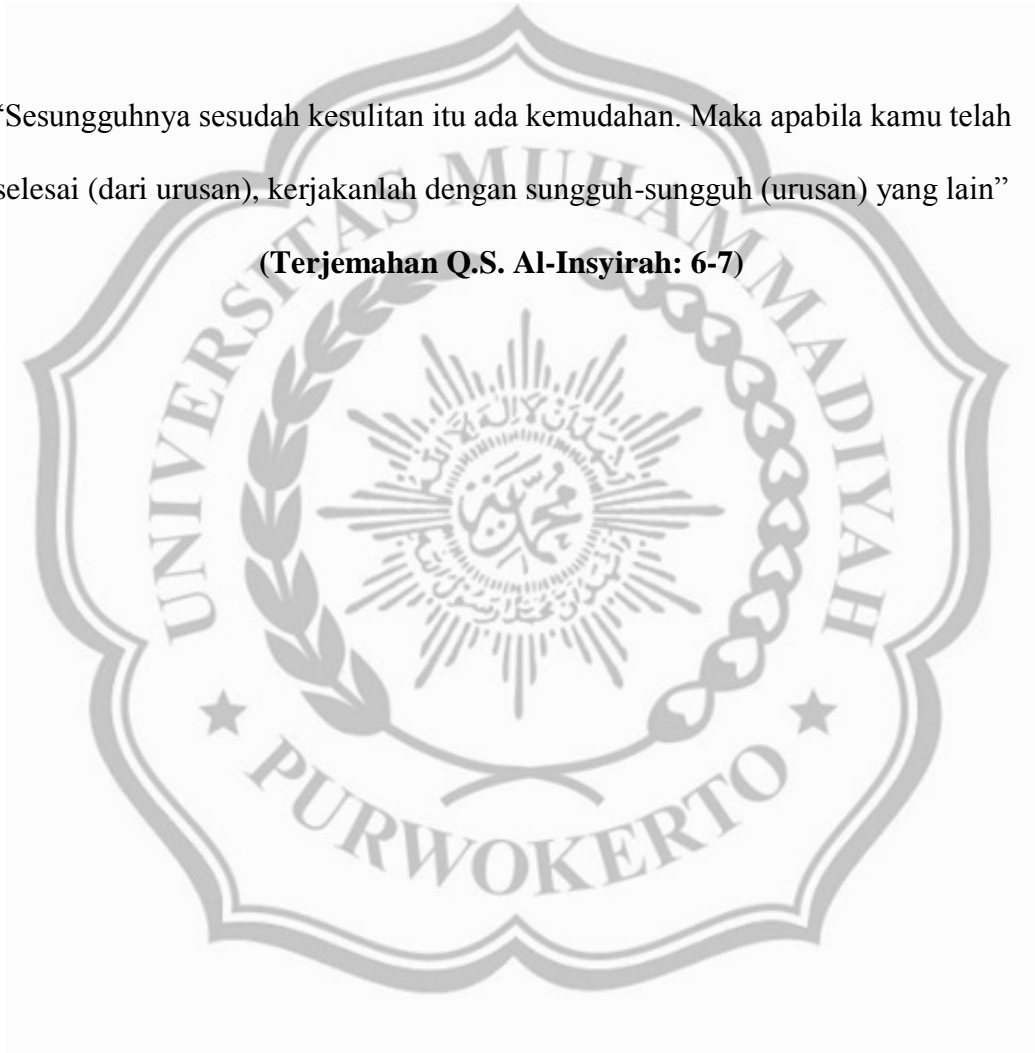 “Sesungguhnya sesudah kesulitan itu ada kemudahan. Maka apabila kamu telah
selesai (dari urusan), kerjakanlah dengan sungguh-sungguh (urusan) yang lain”
(Terjemahan Q.S. Al-Insyirah: 6-7)
UNIVERSITAS MUHAMMADIYAH
PURWOKERTO